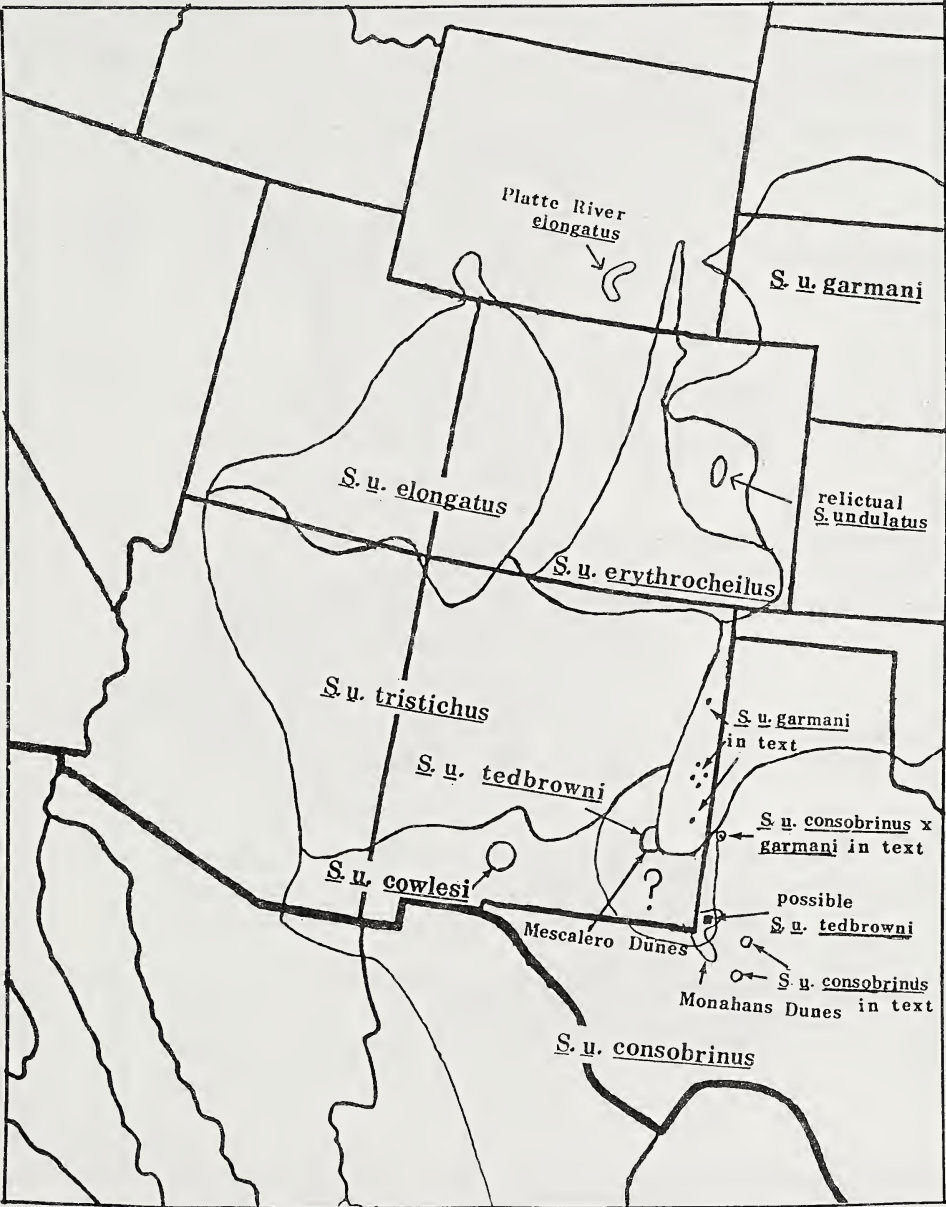 Platte River
elongatus
S. u. garmani
S. u. elongatus
relictual
S. undulatus
S. u. erythrocheilus
S. u. tristichus
S. u. garmani
in text
S. u. tedbrowni
S. u. consobrinus x
garmani in text
S. u. cowlesi
?
possible
S. u. tedbrowni
Mescalero Dunes
S. u. consobrinus
in text
Monahans Dunes
S. u. consobrinus